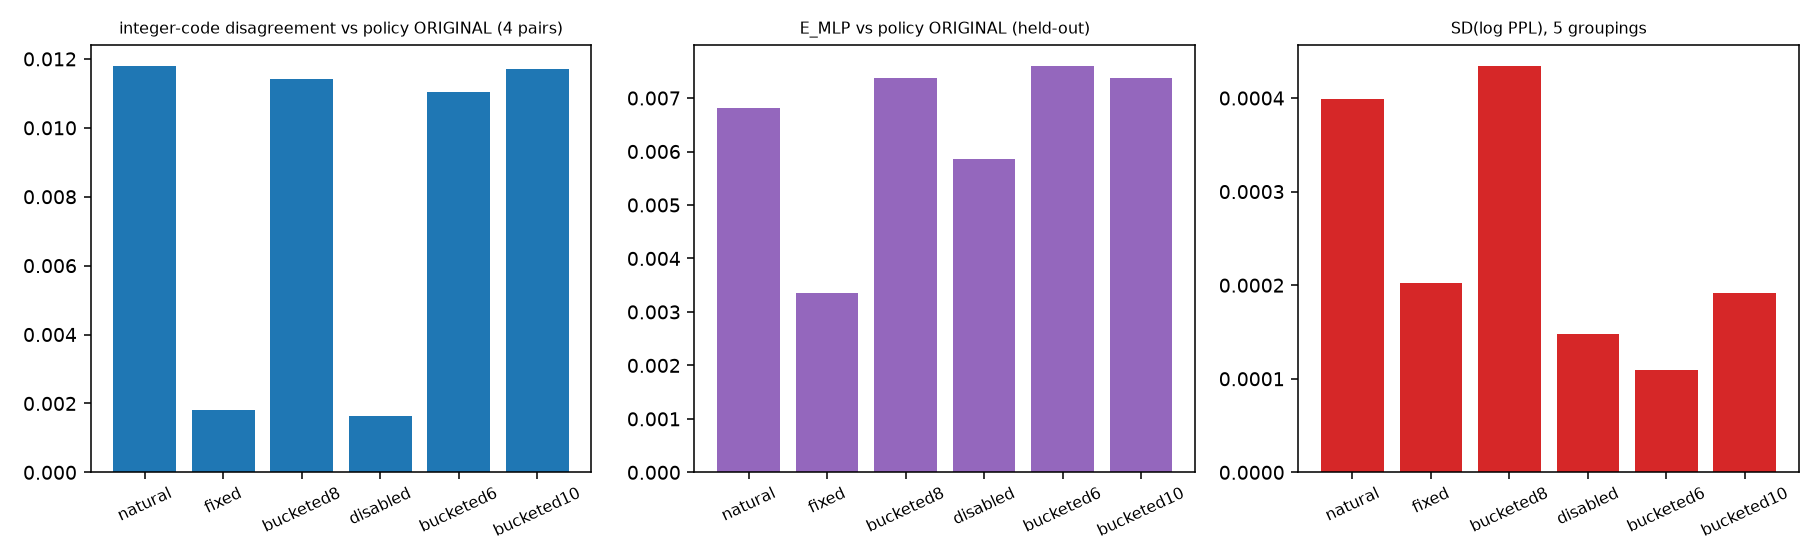 integer-code disagreement vs policy ORIGINAL (4 pairs)
0.012
0.010
0.008
0.006
0.004
0.002
0.000
natural
fixed
bucketed8
disabled
bucketed6
bucketed10
E_MLP vs policy ORIGINAL (held-out)
0.007
0.006
0.005
0.004
0.003
0.002
0.001
0.000
natural
fixed
bucketed8
disabled
bucketed6
bucketed10
SD(log PPL), 5 groupings
0.0004
0.0003
0.0002
0.0001
0.0000
natural
fixed
bucketed8
disabled
bucketed6
bucketed10